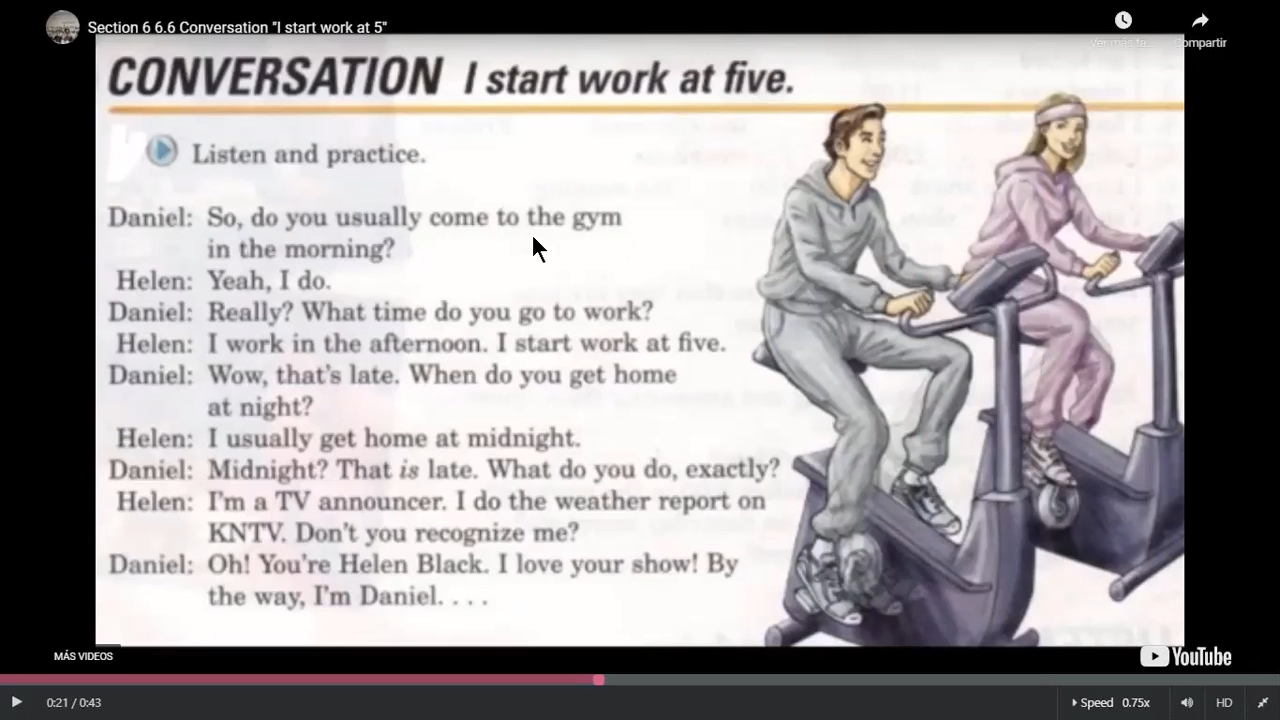 Section 6 6.6 Conversation "I start work at 5"
Compartir
CONVERSATION I start work at five.
Listen and practice.
Daniel: So, do you usually come to the gym
in the morning?
Helen: Yeah, I do.
Daniel: Really? What time do you go to work?
Helen: I work in the afternoon. I start work at five.
Daniel: Wow, that's late. When do you get home
at night?
Helen: I usually get home at midnight.
Daniel: Midnight? That is late. What do you do, exactly?
Helen: I'm a TV announcer. I do the weather report on
KNTV. Don't you recognize me?
Daniel: Oh! You're Helen Black. I love your show! By
the way, I'm Daniel. . . .
MÁS VIDEOS
YouTube
0:21 / 0:43
Speed 0.75x
HD